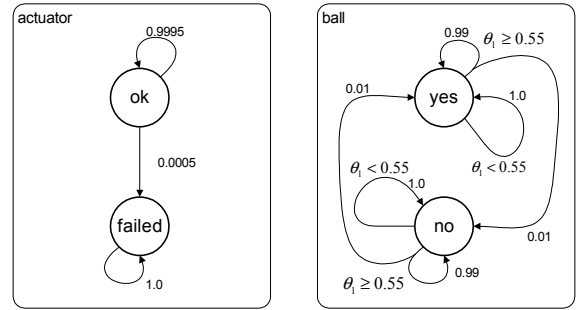 actuator
0.9995
ok
0.0005
failed
1.0
ball
0.99
θ₁ ≥ 0.55
0.01
yes
1.0
θ₁ < 0.55
θ₁ < 0.55
1.0
no
0.01
θ₁ ≥ 0.55
0.99